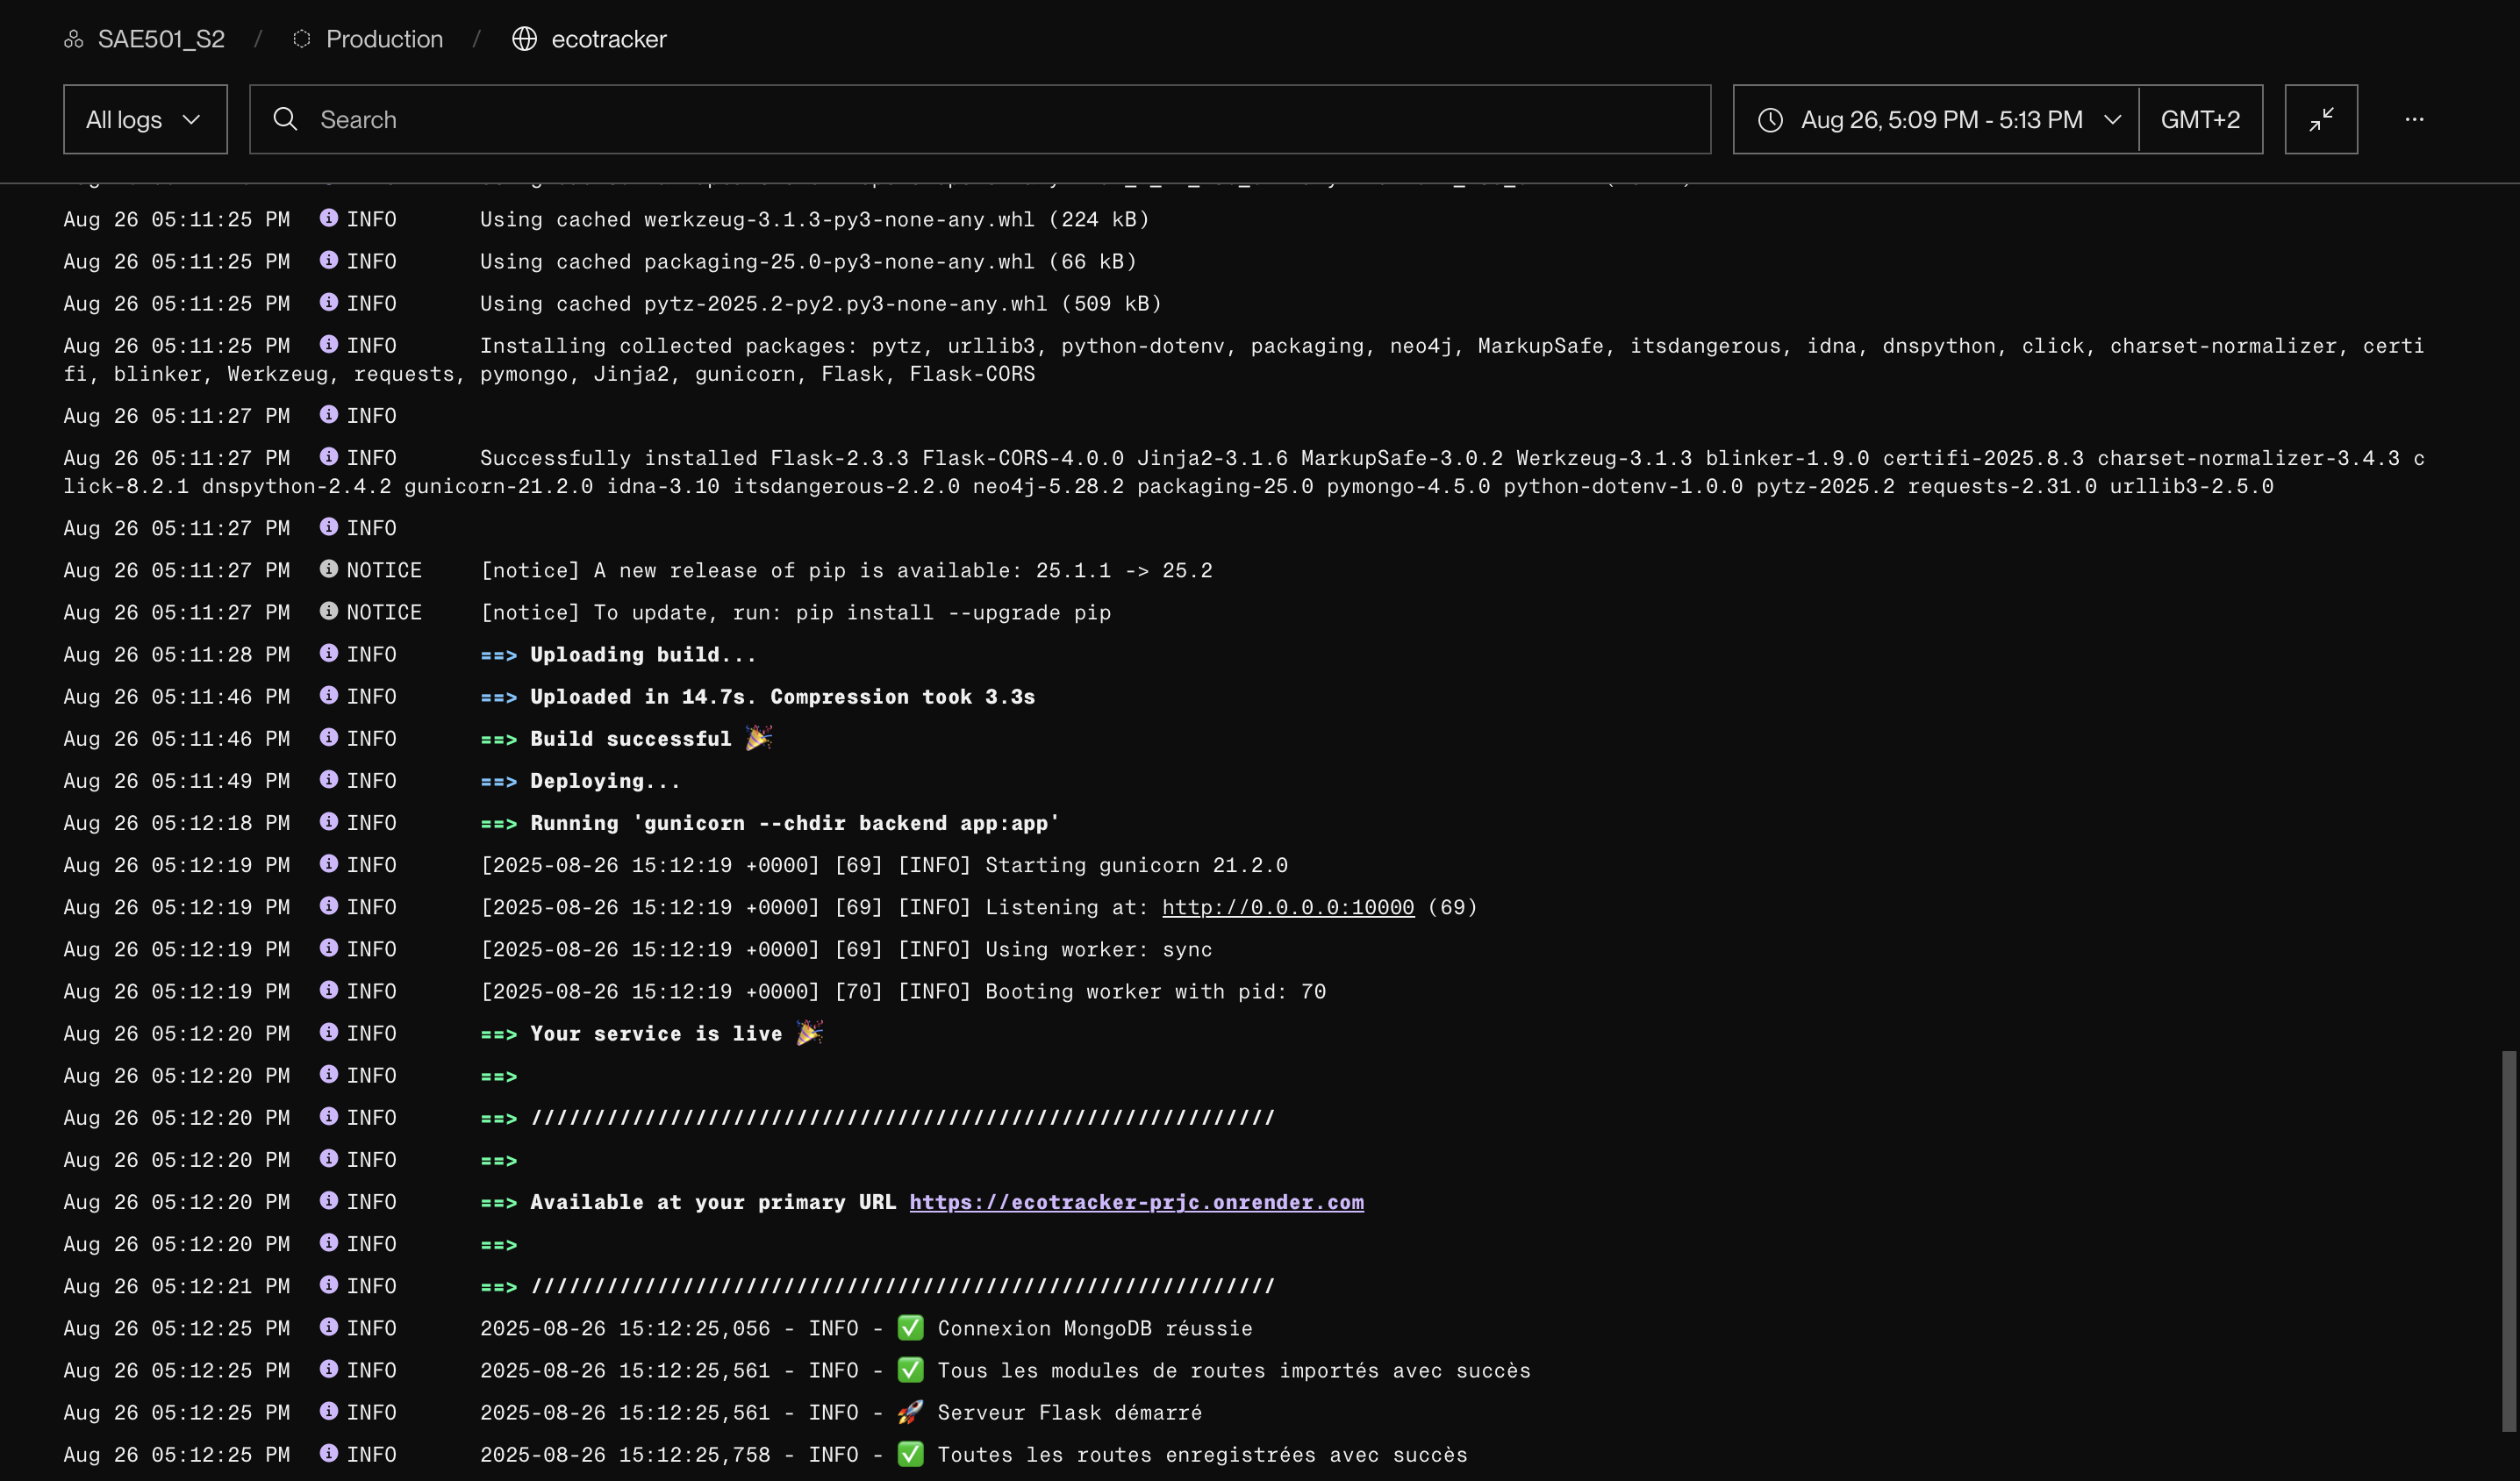 SAE501_S2 / Production / ecotracker
All logs Search Aug 26, 5:09 PM - 5:13 PM GMT+2 ...
Aug 26 05:11:25 PM INFO Using cached werkzeug-3.1.3-py3-none-any.whl (224 kB)
Aug 26 05:11:25 PM INFO Using cached packaging-25.0-py3-none-any.whl (66 kB)
Aug 26 05:11:25 PM INFO Using cached pytz-2025.2-py2.py3-none-any.whl (509 kB)
Aug 26 05:11:25 PM INFO Installing collected packages: pytz, urllib3, python-dotenv, packaging, neo4j, MarkupSafe, itsdangerous, idna, dnspython, click, charset-normalizer, certi
fi, blinker, Werkzeug, requests, pymongo, Jinja2, gunicorn, Flask, Flask-CORS
Aug 26 05:11:27 PM INFO
Aug 26 05:11:27 PM INFO Successfully installed Flask-2.3.3 Flask-CORS-4.0.0 Jinja2-3.1.6 MarkupSafe-3.0.2 Werkzeug-3.1.3 blinker-1.9.0 certifi-2025.8.3 charset-normalizer-3.4.3 c
lick-8.2.1 dnspython-2.4.2 gunicorn-21.2.0 idna-3.10 itsdangerous-2.2.0 neo4j-5.28.2 packaging-25.0 pymongo-4.5.0 python-dotenv-1.0.0 pytz-2025.2 requests-2.31.0 urllib3-2.5.0
Aug 26 05:11:27 PM INFO
Aug 26 05:11:27 PM NOTICE [notice] A new release of pip is available: 25.1.1 -> 25.2
Aug 26 05:11:27 PM NOTICE [notice] To update, run: pip install --upgrade pip
Aug 26 05:11:28 PM INFO ==> Uploading build...
Aug 26 05:11:46 PM INFO ==> Uploaded in 14.7s. Compression took 3.3s
Aug 26 05:11:46 PM INFO ==> Build successful 🎉
Aug 26 05:11:49 PM INFO ==> Deploying...
Aug 26 05:12:18 PM INFO ==> Running 'gunicorn --chdir backend app:app'
Aug 26 05:12:19 PM INFO [2025-08-26 15:12:19 +0000] [69] [INFO] Starting gunicorn 21.2.0
Aug 26 05:12:19 PM INFO [2025-08-26 15:12:19 +0000] [69] [INFO] Listening at: http://0.0.0.0:10000 (69)
Aug 26 05:12:19 PM INFO [2025-08-26 15:12:19 +0000] [69] [INFO] Using worker: sync
Aug 26 05:12:19 PM INFO [2025-08-26 15:12:19 +0000] [70] [INFO] Booting worker with pid: 70
Aug 26 05:12:20 PM INFO ==> Your service is live 🎉
Aug 26 05:12:20 PM INFO ==>
Aug 26 05:12:20 PM INFO ==> ///////////////////////////////////////////////////////////
Aug 26 05:12:20 PM INFO ==>
Aug 26 05:12:20 PM INFO ==> Available at your primary URL https://ecotracker-prjc.onrender.com
Aug 26 05:12:20 PM INFO ==>
Aug 26 05:12:21 PM INFO ==> ///////////////////////////////////////////////////////////
Aug 26 05:12:25 PM INFO 2025-08-26 15:12:25,056 - INFO - ✅ Connexion MongoDB réussie
Aug 26 05:12:25 PM INFO 2025-08-26 15:12:25,561 - INFO - ✅ Tous les modules de routes importés avec succès
Aug 26 05:12:25 PM INFO 2025-08-26 15:12:25,561 - INFO - 🚀 Serveur Flask démarré
Aug 26 05:12:25 PM INFO 2025-08-26 15:12:25,758 - INFO - ✅ Toutes les routes enregistrées avec succès